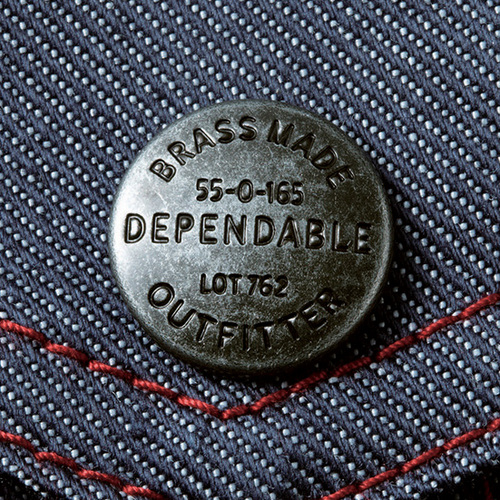 BRASS MADE
55-0-165
DEPENDABLE
LOT 762
OUTFITTER